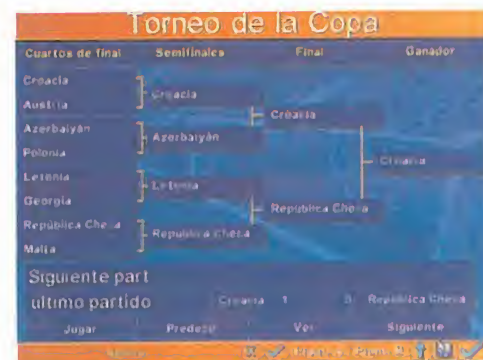 Torneo de la Copa
Cuartos de final Semifinales Final Ganador
Croacia
Austria
Croacia
Croacia
Azerbaiyán
Polonia
Azerbaiyán
Croacia
Letonia
Georgia
Letonia
República Checa
República Checa
Malta
República Checa
Siguiente part
ultimo partido
Croacia 1 República Checa
Jugar Predecir Ver Siguiente